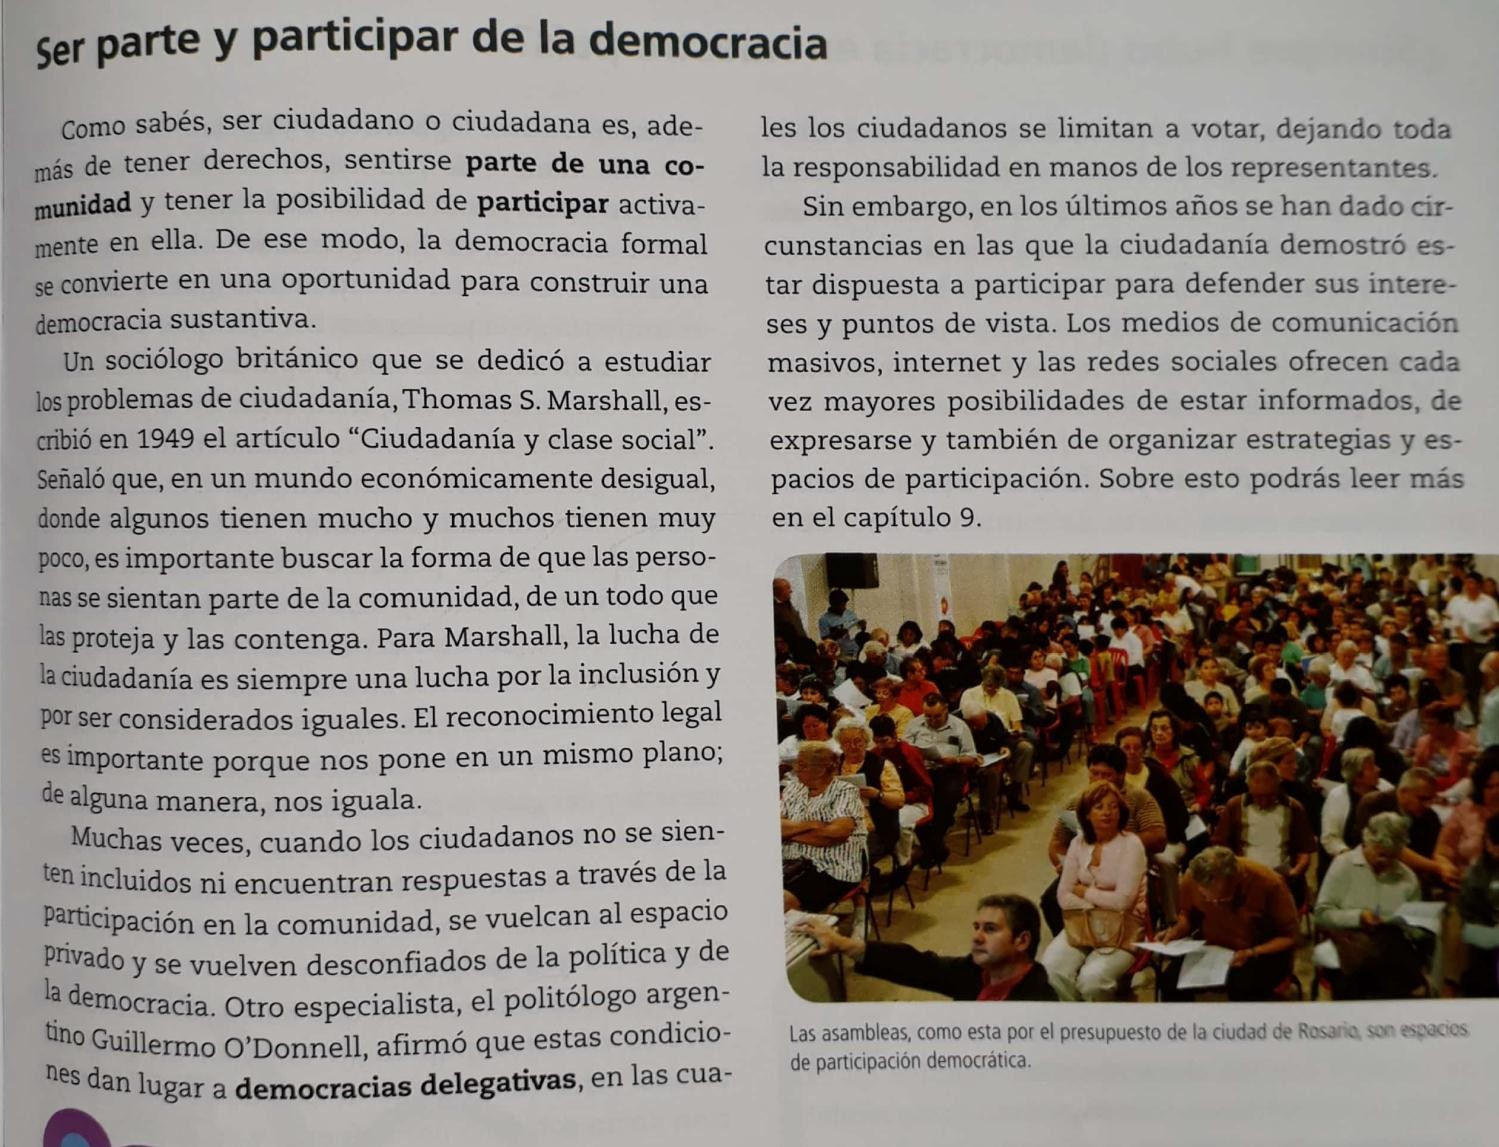 Ser parte y participar de la democracia
Como sabés, ser ciudadano o ciudadana es, ade-
más de tener derechos, sentirse parte de una co-
munidad y tener la posibilidad de participar activa-
mente en ella. De ese modo, la democracia formal
se convierte en una oportunidad para construir una
democracia sustantiva.
Un sociólogo británico que se dedicó a estudiar
los problemas de ciudadanía, Thomas S. Marshall, es-
cribió en 1949 el artículo “Ciudadanía y clase social”.
Señaló que, en un mundo económicamente desigual,
donde algunos tienen mucho y muchos tienen muy
poco, es importante buscar la forma de que las perso-
nas se sientan parte de la comunidad, de un todo que
las proteja y las contenga. Para Marshall, la lucha de
la ciudadanía es siempre una lucha por la inclusión y
por ser considerados iguales. El reconocimiento legal
es importante porque nos pone en un mismo plano;
de alguna manera, nos iguala.
Muchas veces, cuando los ciudadanos no se sien-
ten incluidos ni encuentran respuestas a través de la
participación en la comunidad, se vuelcan al espacio
privado y se vuelven desconfiados de la política y de
la democracia. Otro especialista, el politólogo argen-
tino Guillermo O’Donnell, afirmó que estas condicio-
nes dan lugar a democracias delegativas, en las cua-
les los ciudadanos se limitan a votar, dejando toda
la responsabilidad en manos de los representantes.
Sin embargo, en los últimos años se han dado cir-
cunstancias en las que la ciudadanía demostró es-
tar dispuesta a participar para defender sus intere-
ses y puntos de vista. Los medios de comunicación
masivos, internet y las redes sociales ofrecen cada
vez mayores posibilidades de estar informados, de
expresarse y también de organizar estrategias y es-
pacios de participación. Sobre esto podrás leer más
en el capítulo 9.
Las asambleas, como esta por el presupuesto de la ciudad de Rosario, son espacios
de participación democrática.